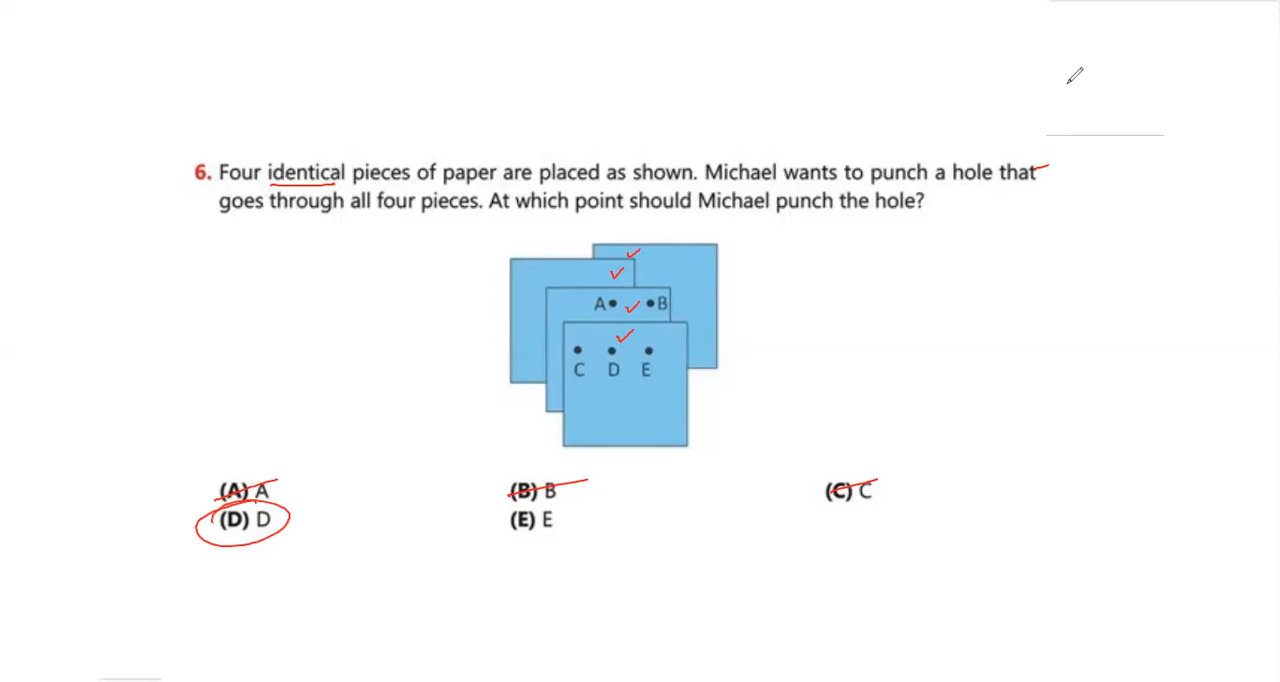 6. Four identical pieces of paper are placed as shown. Michael wants to punch a hole that
goes through all four pieces. At which point should Michael punch the hole?
A B
C D E
(A) A (B) B (C) C
(D) D (E) E